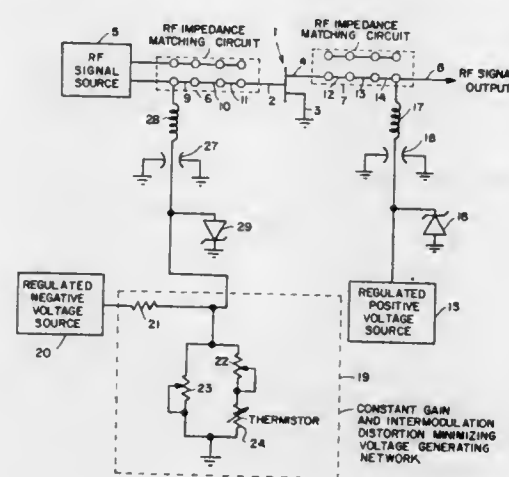 5
RF
SIGNAL
SOURCE
RF IMPEDANCE
MATCHING CIRCUIT
1
RF IMPEDANCE
MATCHING CIRCUIT
4
8
RF SIGNAL
OUTPUT
9
6
10
11
2
3
12
7
13
14
28
17
27
18
29
16
REGULATED
NEGATIVE
VOLTAGE
SOURCE
20
21
REGULATED
POSITIVE
VOLTAGE
SOURCE
15
22
23
19
THERMISTOR
24
CONSTANT GAIN
AND INTERMODULATION
DISTORTION MINIMIZING
VOLTAGE GENERATING
NETWORK